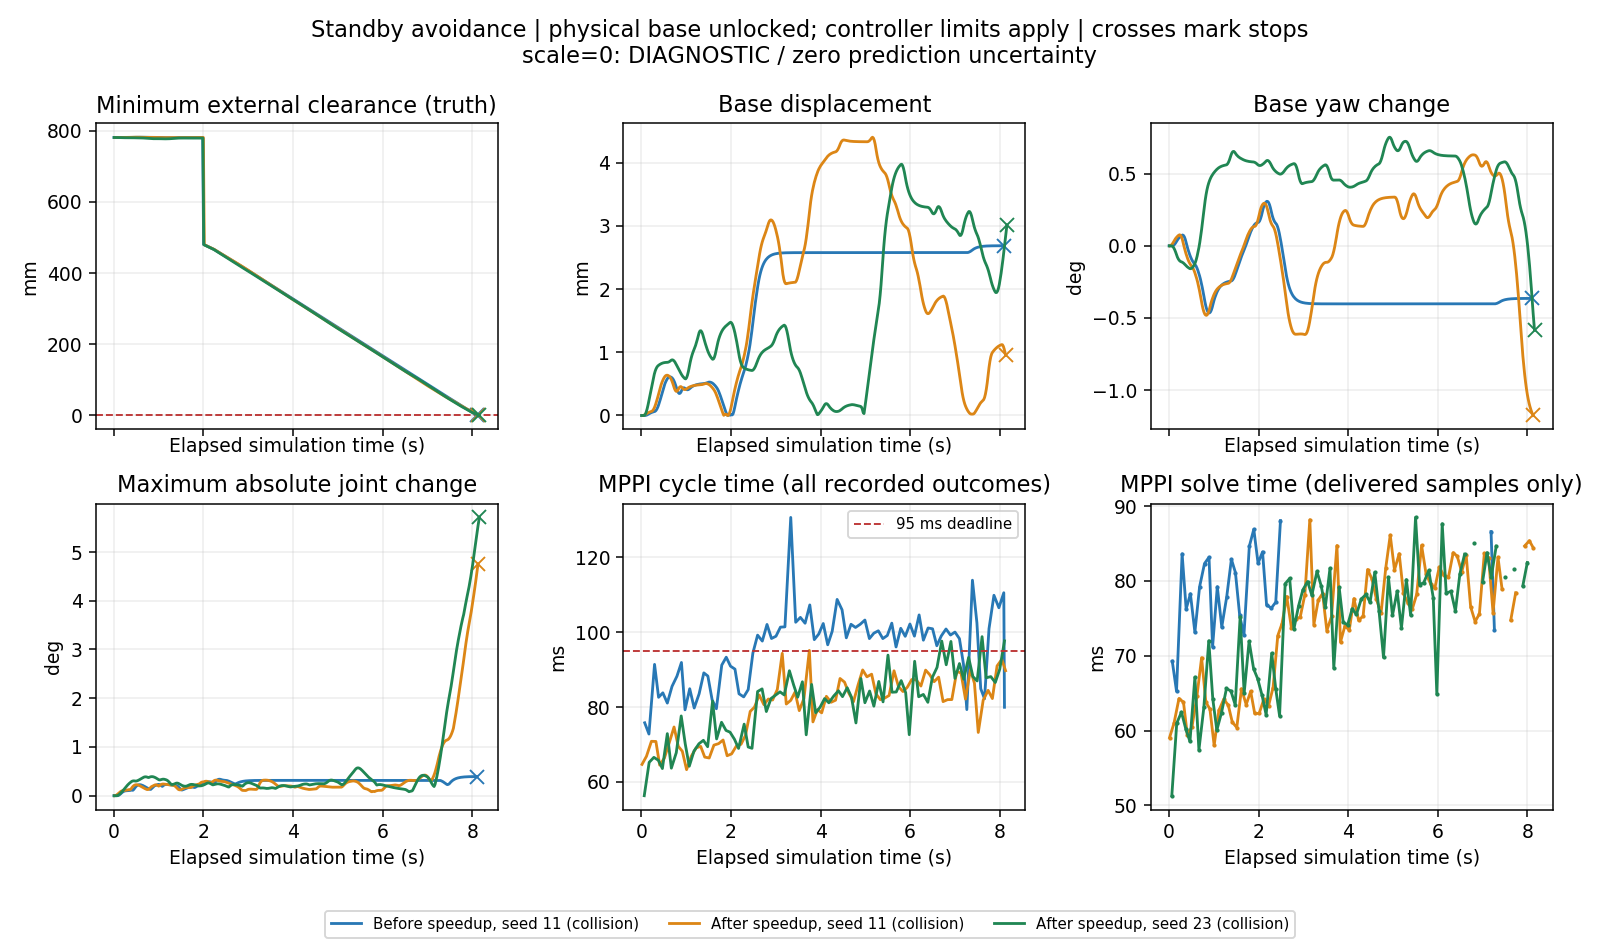 Standby avoidance | physical base unlocked; controller limits apply | crosses mark stops
scale=0: DIAGNOSTIC / zero prediction uncertainty
Minimum external clearance (truth)
800
600
400
200
0
mm
Elapsed simulation time (s)
Base displacement
4
3
2
1
0
mm
Elapsed simulation time (s)
Base yaw change
0.5
0.0
−0.5
−1.0
deg
Elapsed simulation time (s)
Maximum absolute joint change
5
4
3
2
1
0
deg
0 2 4 6 8
Elapsed simulation time (s)
MPPI cycle time (all recorded outcomes)
95 ms deadline
120
100
80
60
ms
0 2 4 6 8
Elapsed simulation time (s)
MPPI solve time (delivered samples only)
90
80
70
60
50
ms
0 2 4 6 8
Elapsed simulation time (s)
Before speedup, seed 11 (collision) After speedup, seed 11 (collision) After speedup, seed 23 (collision)